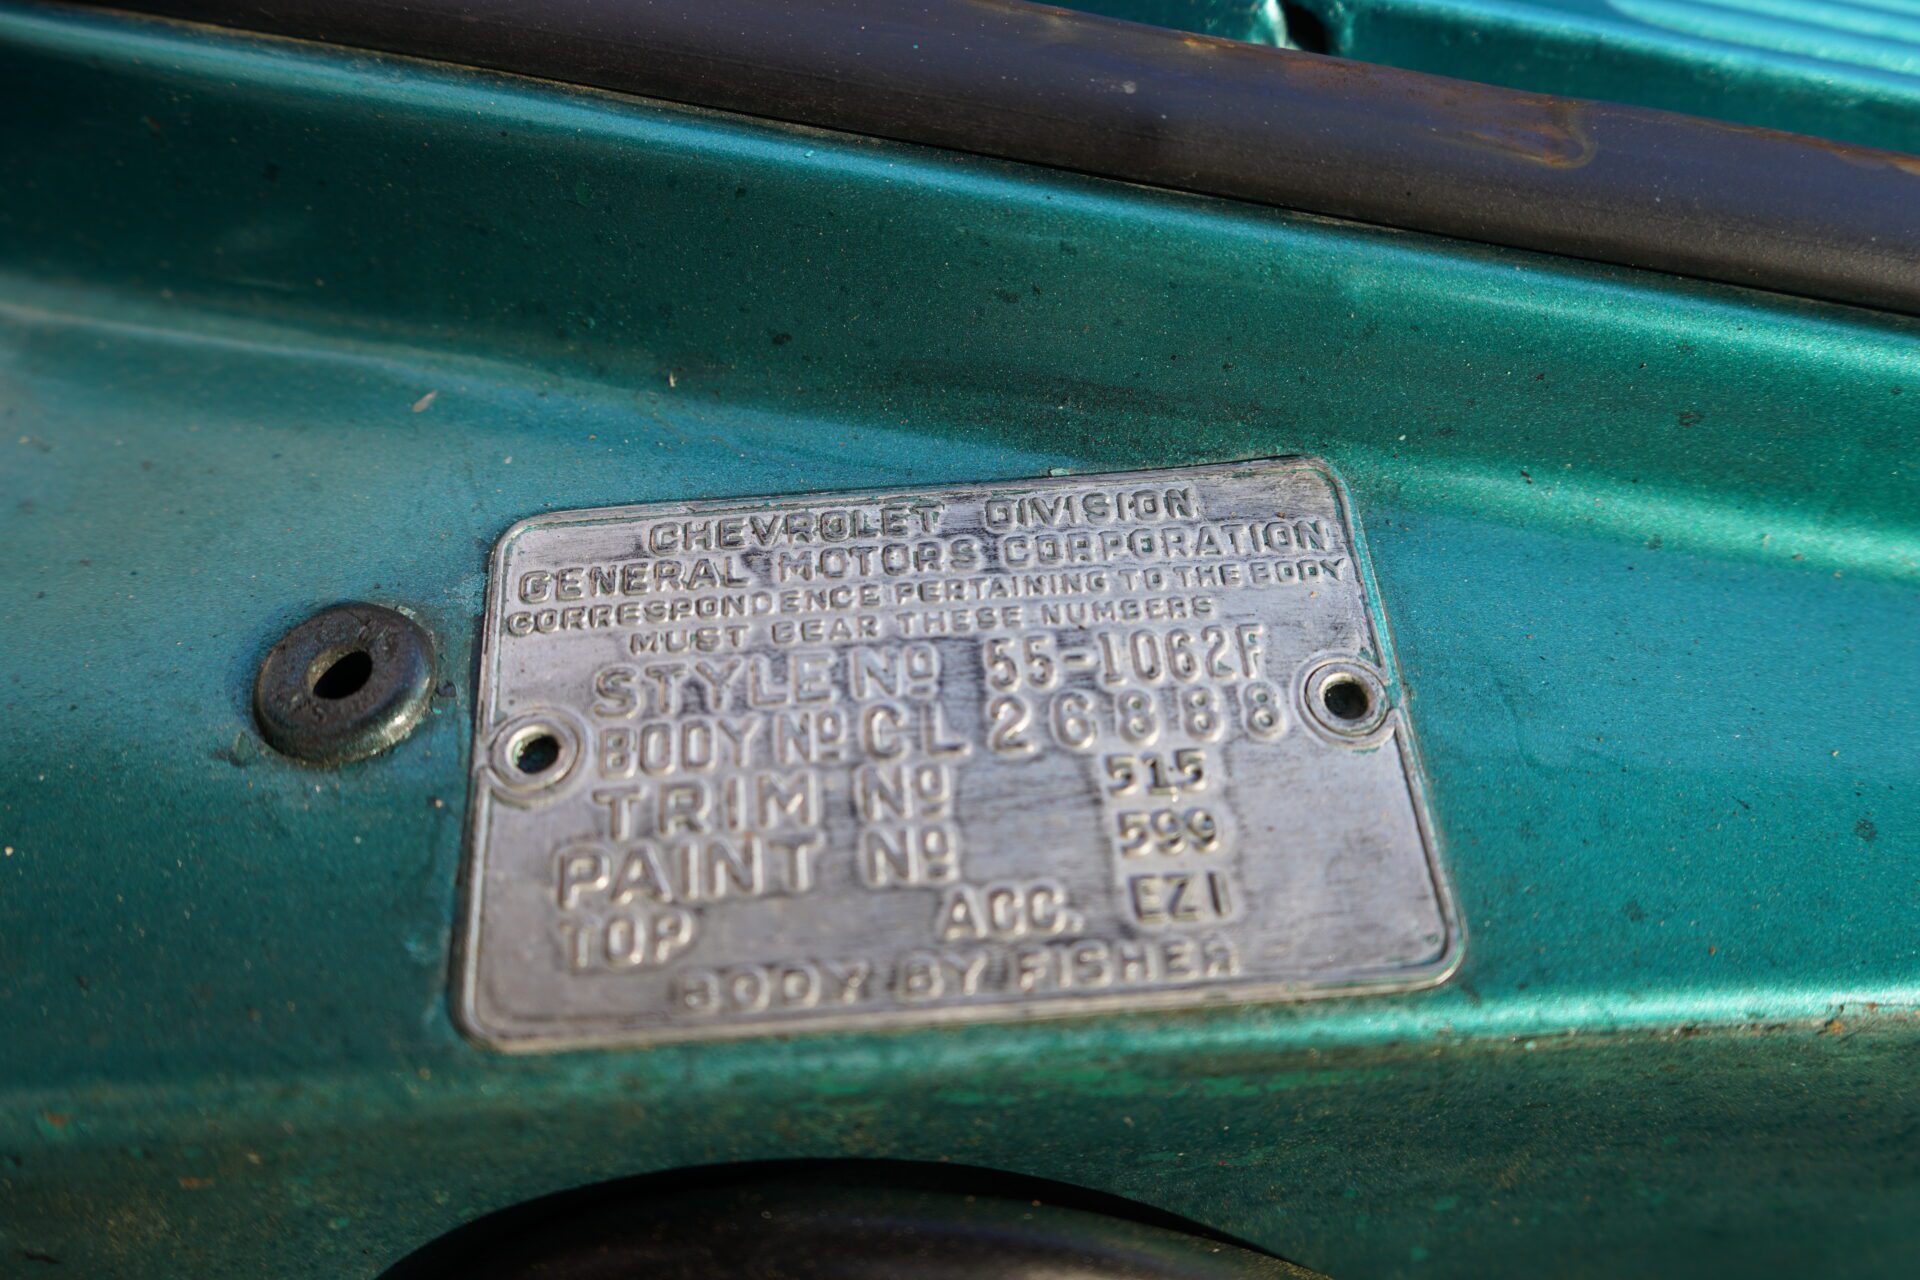 CHEVROLET DIVISION
GENERAL MOTORS CORPORATION
CORRESPONDENCE PERTAINING TO THE BODY
MUST BEAR THESE NUMBERS
STYLE Nº 55-1062F
BODY Nº CL 26888
TRIM Nº 515
PAINT Nº 599
TOP ACC. EZI
BODY BY FISHER